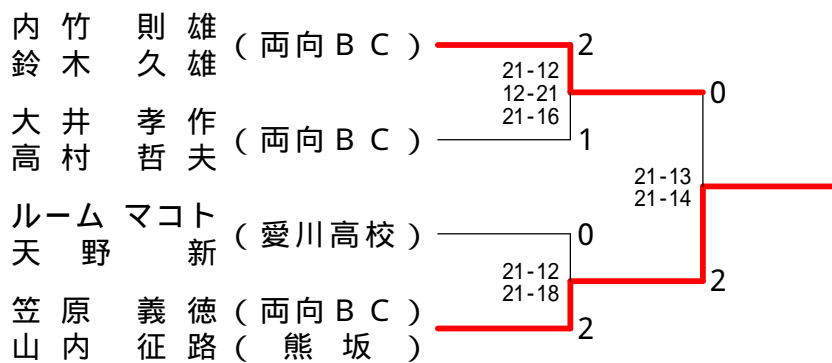 内竹 則雄
鈴木 久雄
(両向BC)
2
21-12
12-21
21-16
0
大井 孝作
高村 哲夫
(両向BC)
1
21-13
21-14
ルーム マコト
天野 新
(愛川高校)
0
21-12
21-18
2
笠原 義徳(両向BC)
山内 征路(熊坂)
2